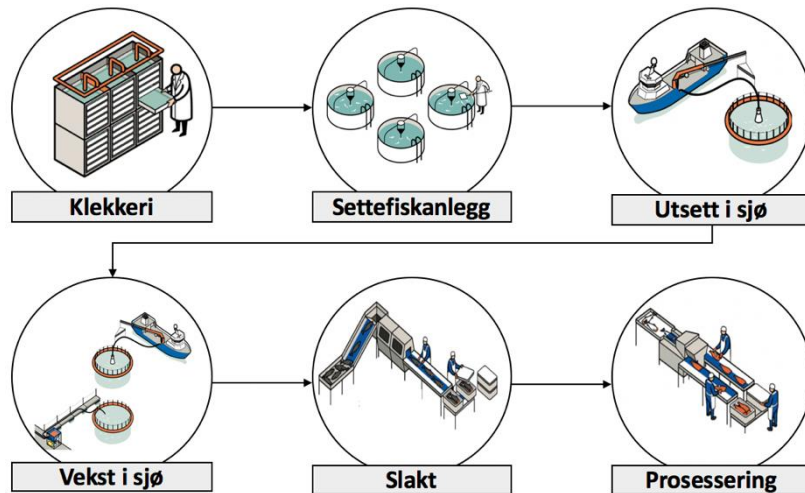 Klekkeri
Settefiskanlegg
Utsett i sjø
Vekst i sjø
Slakt
Prosessering